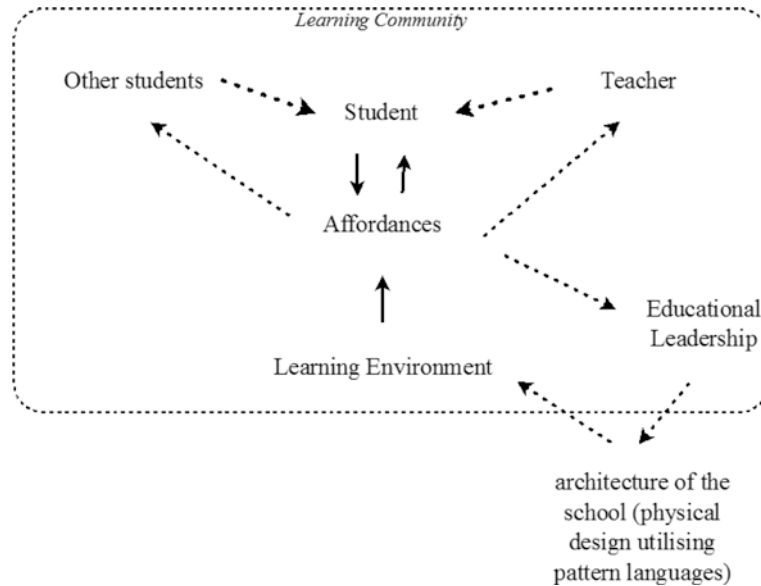 Learning Community
Other students
Teacher
Student
Affordances
Educational
Leadership
Learning Environment
architecture of the
school (physical
design utilising
pattern languages)